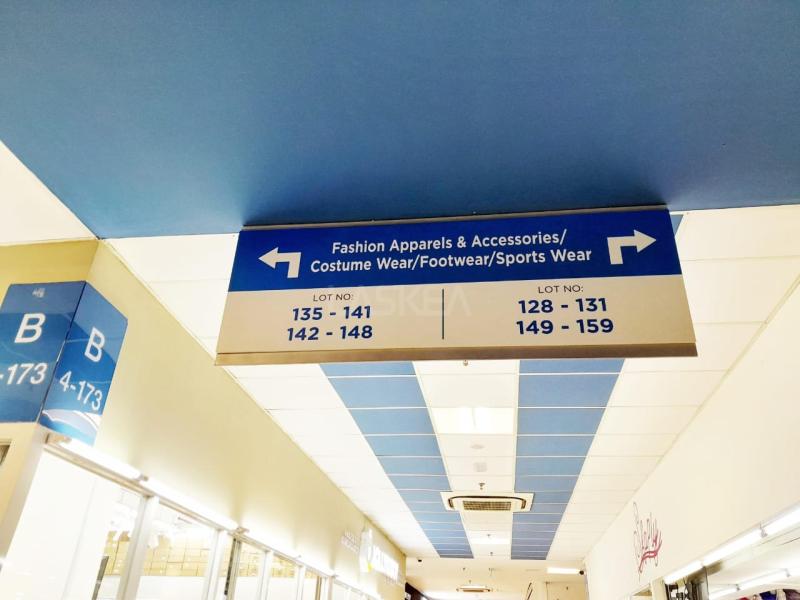 Fashion Apparels & Accessories/
Costume Wear/Footwear/Sports Wear
LOT NO:
135 - 141
142 - 148
LOT NO:
128 - 131
149 - 159
B
-173
B
4-173
LASKEA